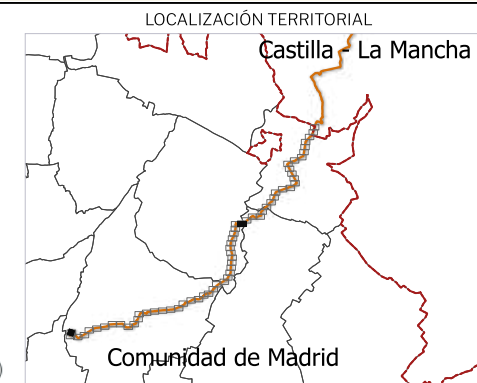 LOCALIZACIÓN TERRITORIAL
Castilla - La Mancha
Comunidad de Madrid